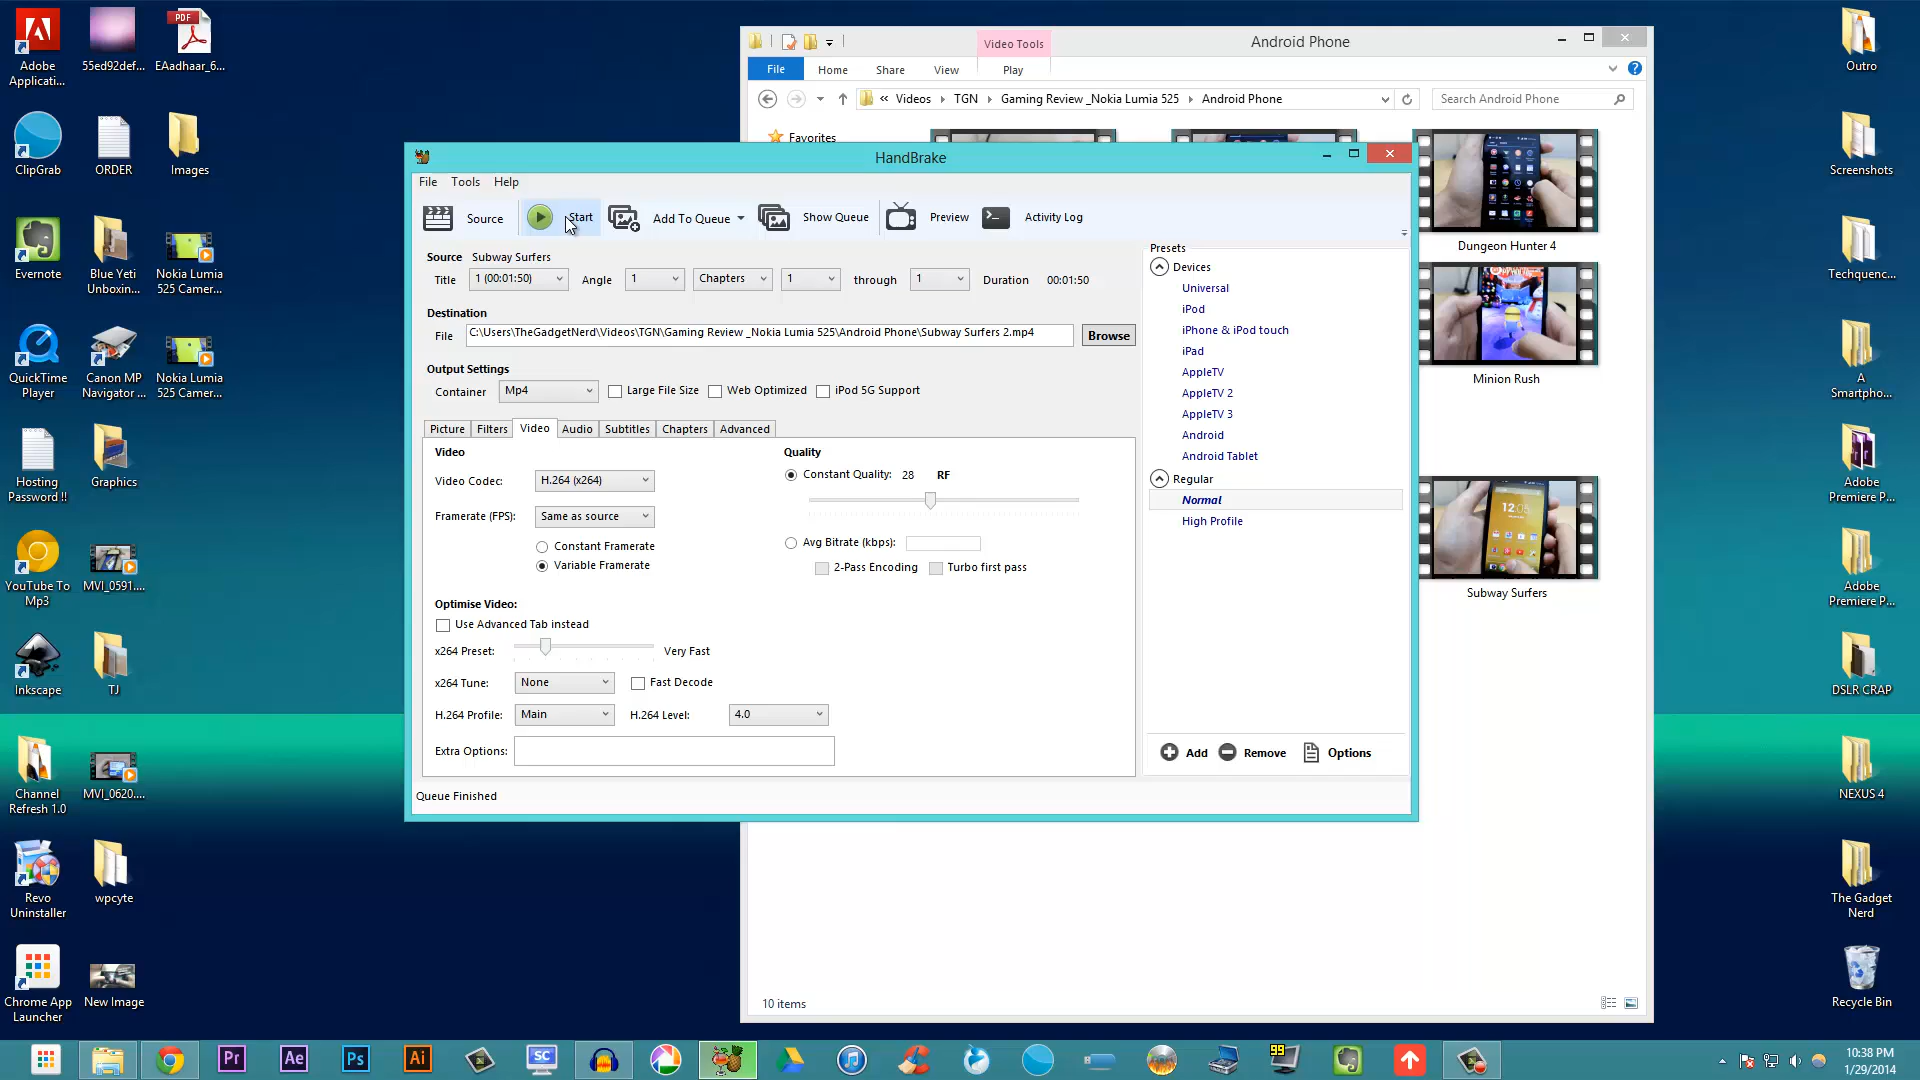 Adobe
Applicati...
55ed92def...
PDF
EAadhaar_6...
ClipGrab
ORDER
Images
Evernote
Blue Yeti
Unboxin...
Nokia Lumia
525 Camer...
QuickTime
Player
Canon MP
Navigator ...
Nokia Lumia
525 Camer...
Hosting
Password !!
Graphics
YouTube To
Mp3
MVI_0591....
Inkscape
TJ
Channel
Refresh 1.0
MVI_0620....
Revo
Uninstaller
wpcyte
Chrome App
Launcher
New Image
Video Tools
Android Phone
File
Home
Share
View
Play
« Videos
TGN
Gaming Review _Nokia Lumia 525
Android Phone
Search Android Phone
Favorites
Dungeon Hunter 4
Minion Rush
Subway Surfers
10 items
HandBrake
File
Tools
Help
Source
Start
Add To Queue
Show Queue
Preview
Activity Log
Source Subway Surfers
Title 1 (00:01:50) Angle 1 Chapters 1 through 1 Duration 00:01:50
Destination
File C:\Users\TheGadgetNerd\Videos\TGN\Gaming Review _Nokia Lumia 525\Android Phone\Subway Surfers 2.mp4 Browse
Output Settings
Container Mp4 Large File Size Web Optimized iPod 5G Support
Picture Filters Video Audio Subtitles Chapters Advanced
Video
Video Codec: H.264 (x264)
Framerate (FPS): Same as source
Constant Framerate
Variable Framerate
Quality
Constant Quality: 28 RF
Avg Bitrate (kbps):
2-Pass Encoding Turbo first pass
Optimise Video:
Use Advanced Tab instead
x264 Preset: Very Fast
x264 Tune: None Fast Decode
H.264 Profile: Main H.264 Level: 4.0
Extra Options:
Queue Finished
Presets
Devices
Universal
iPod
iPhone & iPod touch
iPad
AppleTV
AppleTV 2
AppleTV 3
Android
Android Tablet
Regular
Normal
High Profile
Add Remove Options
Outro
Screenshots
Techquenc...
A
Smartpho...
Adobe
Premiere P...
Adobe
Premiere P...
DSLR CRAP
NEXUS 4
The Gadget
Nerd
Recycle Bin
Pr
Ae
Ps
Ai
SC
99
10:38 PM
1/29/2014